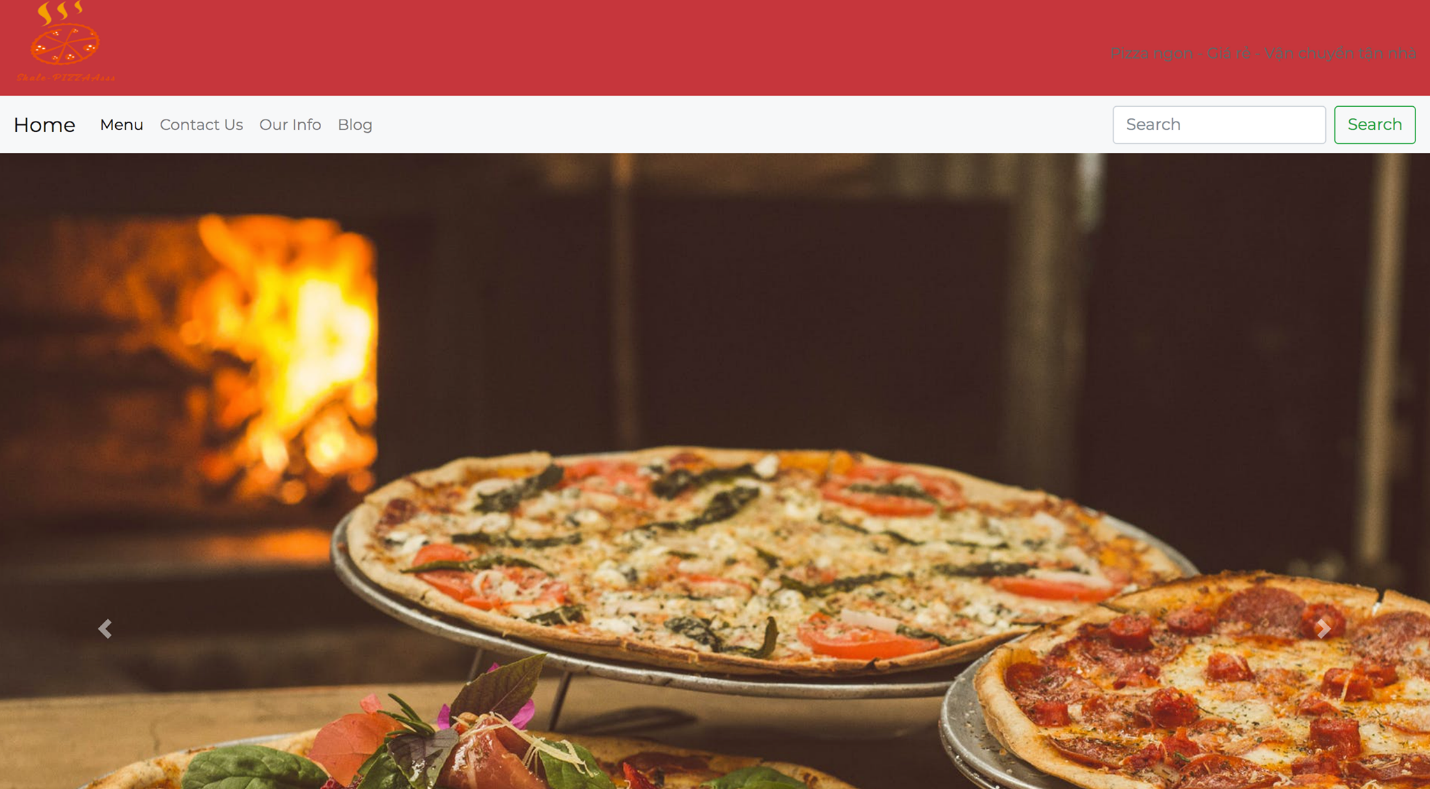 Pizza ngon - Giá rẻ - Vận chuyển tận nhà
Home Menu Contact Us Our Info Blog Search Search